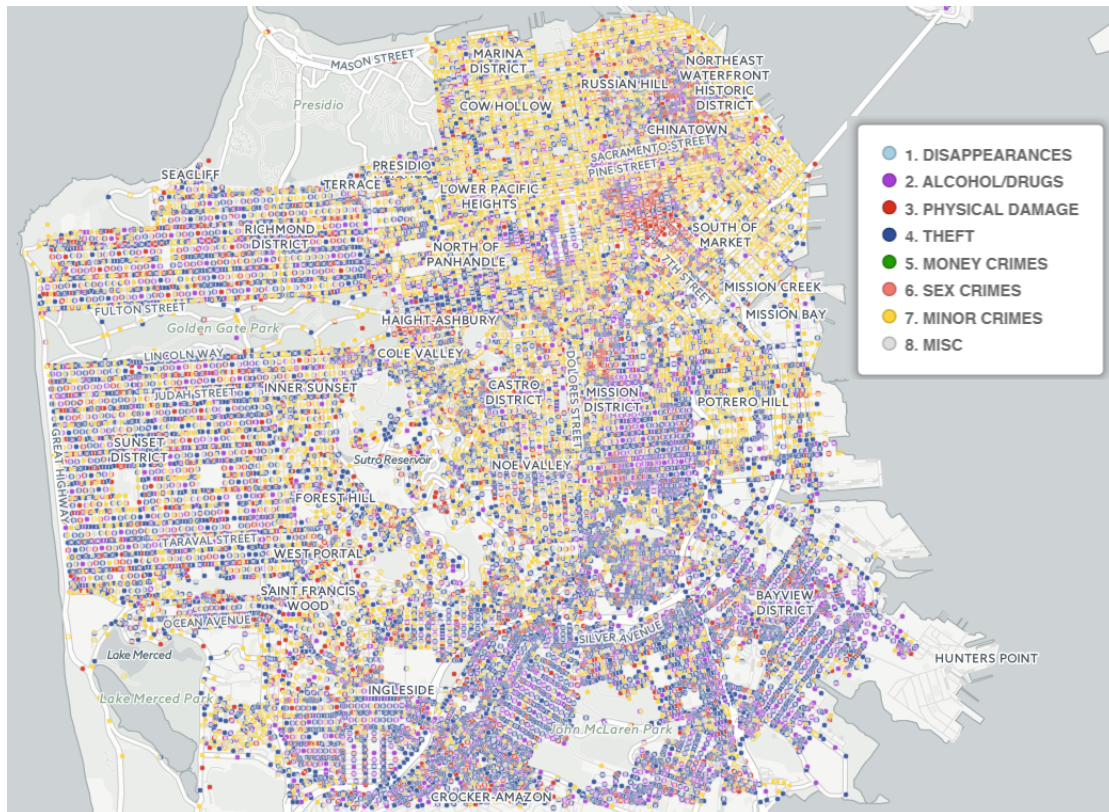 MASON STREET
MARINA
DISTRICT
NORTHEAST
WATERFRONT
HISTORIC
DISTRICT
RUSSIAN HILL
Presidio
COW HOLLOW
CHINATOWN
SACRAMENTO STREET
PINE STREET
PRESIDIO
SEACLIFF
TERRACE
LOWER PACIFIC
HEIGHTS
RICHMOND
DISTRICT
SOUTH OF
MARKET
NORTH OF
PANHANDLE
7TH STREET
MISSION CREEK
FULTON STREET
MISSION BAY
Golden Gate Park
HAIGHT-ASHBURY
LINCOLN WAY
COLE VALLEY
DOLORES STREET
INNER SUNSET
JUDAH STREET
CASTRO
DISTRICT
MISSION
DISTRICT
POTRERO HILL
GREAT HIGHWAY
SUNSET
DISTRICT
Sutro Reservoir
NOE VALLEY
FOREST HILL
TARAVAL STREET
WEST PORTAL
SAINT FRANCIS
WOOD
BAYVIEW
DISTRICT
OCEAN AVENUE
SILVER AVENUE
Lake Merced
HUNTERS POINT
Lake Merced Park
INGLESIDE
John McLaren Park
CROCKER-AMAZON
1. DISAPPEARANCES
2. ALCOHOL/DRUGS
3. PHYSICAL DAMAGE
4. THEFT
5. MONEY CRIMES
6. SEX CRIMES
7. MINOR CRIMES
8. MISC